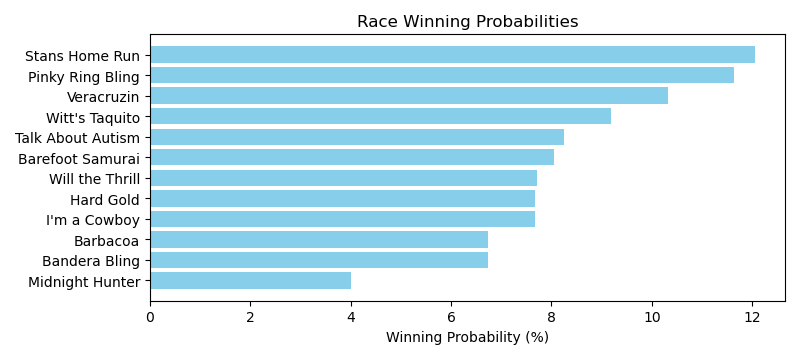 Race Winning Probabilities
Stans Home Run
Pinky Ring Bling
Veracruzin
Witt's Taquito
Talk About Autism
Barefoot Samurai
Will the Thrill
Hard Gold
I'm a Cowboy
Barbacoa
Bandera Bling
Midnight Hunter
0 2 4 6 8 10 12
Winning Probability (%)